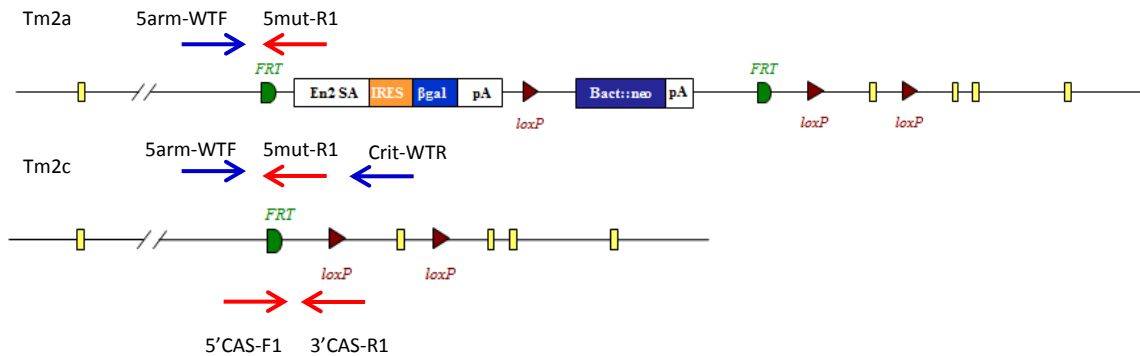 Tm2a
5arm-WTF 5mut-R1
FRT FRT
En2 SA IRES βgal pA Bact::neo pA
loxP loxP loxP
5arm-WTF 5mut-R1 Crit-WTR
Tm2c
FRT
loxP loxP
5’CAS-F1 3’CAS-R1